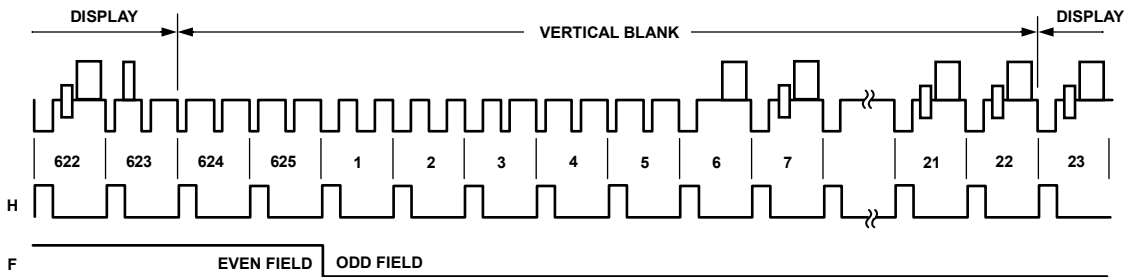 DISPLAY VERTICAL BLANK DISPLAY
622 623 624 625 1 2 3 4 5 6 7 21 22 23
H
F EVEN FIELD ODD FIELD